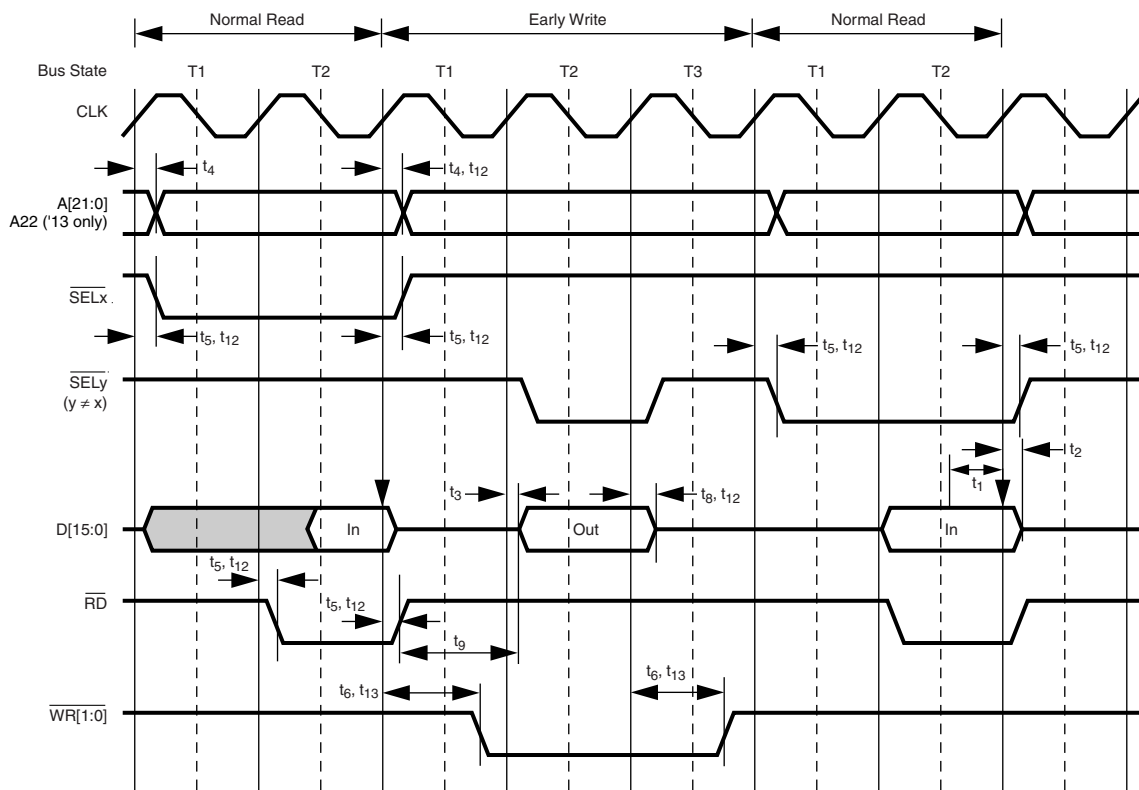 Normal Read Early Write Normal Read
Bus State T1 T2 T1 T2 T3 T1 T2
CLK
t4 t4, t12
A[21:0]
A22 ('13 only)
SELx
t5, t12 t5, t12 t5, t12 t5, t12
SELy
(y ≠ x)
t2
t1
t3 t8, t12
D[15:0] In Out In
t5, t12
t5, t12
RD
t9
t6, t13 t6, t13
WR[1:0]